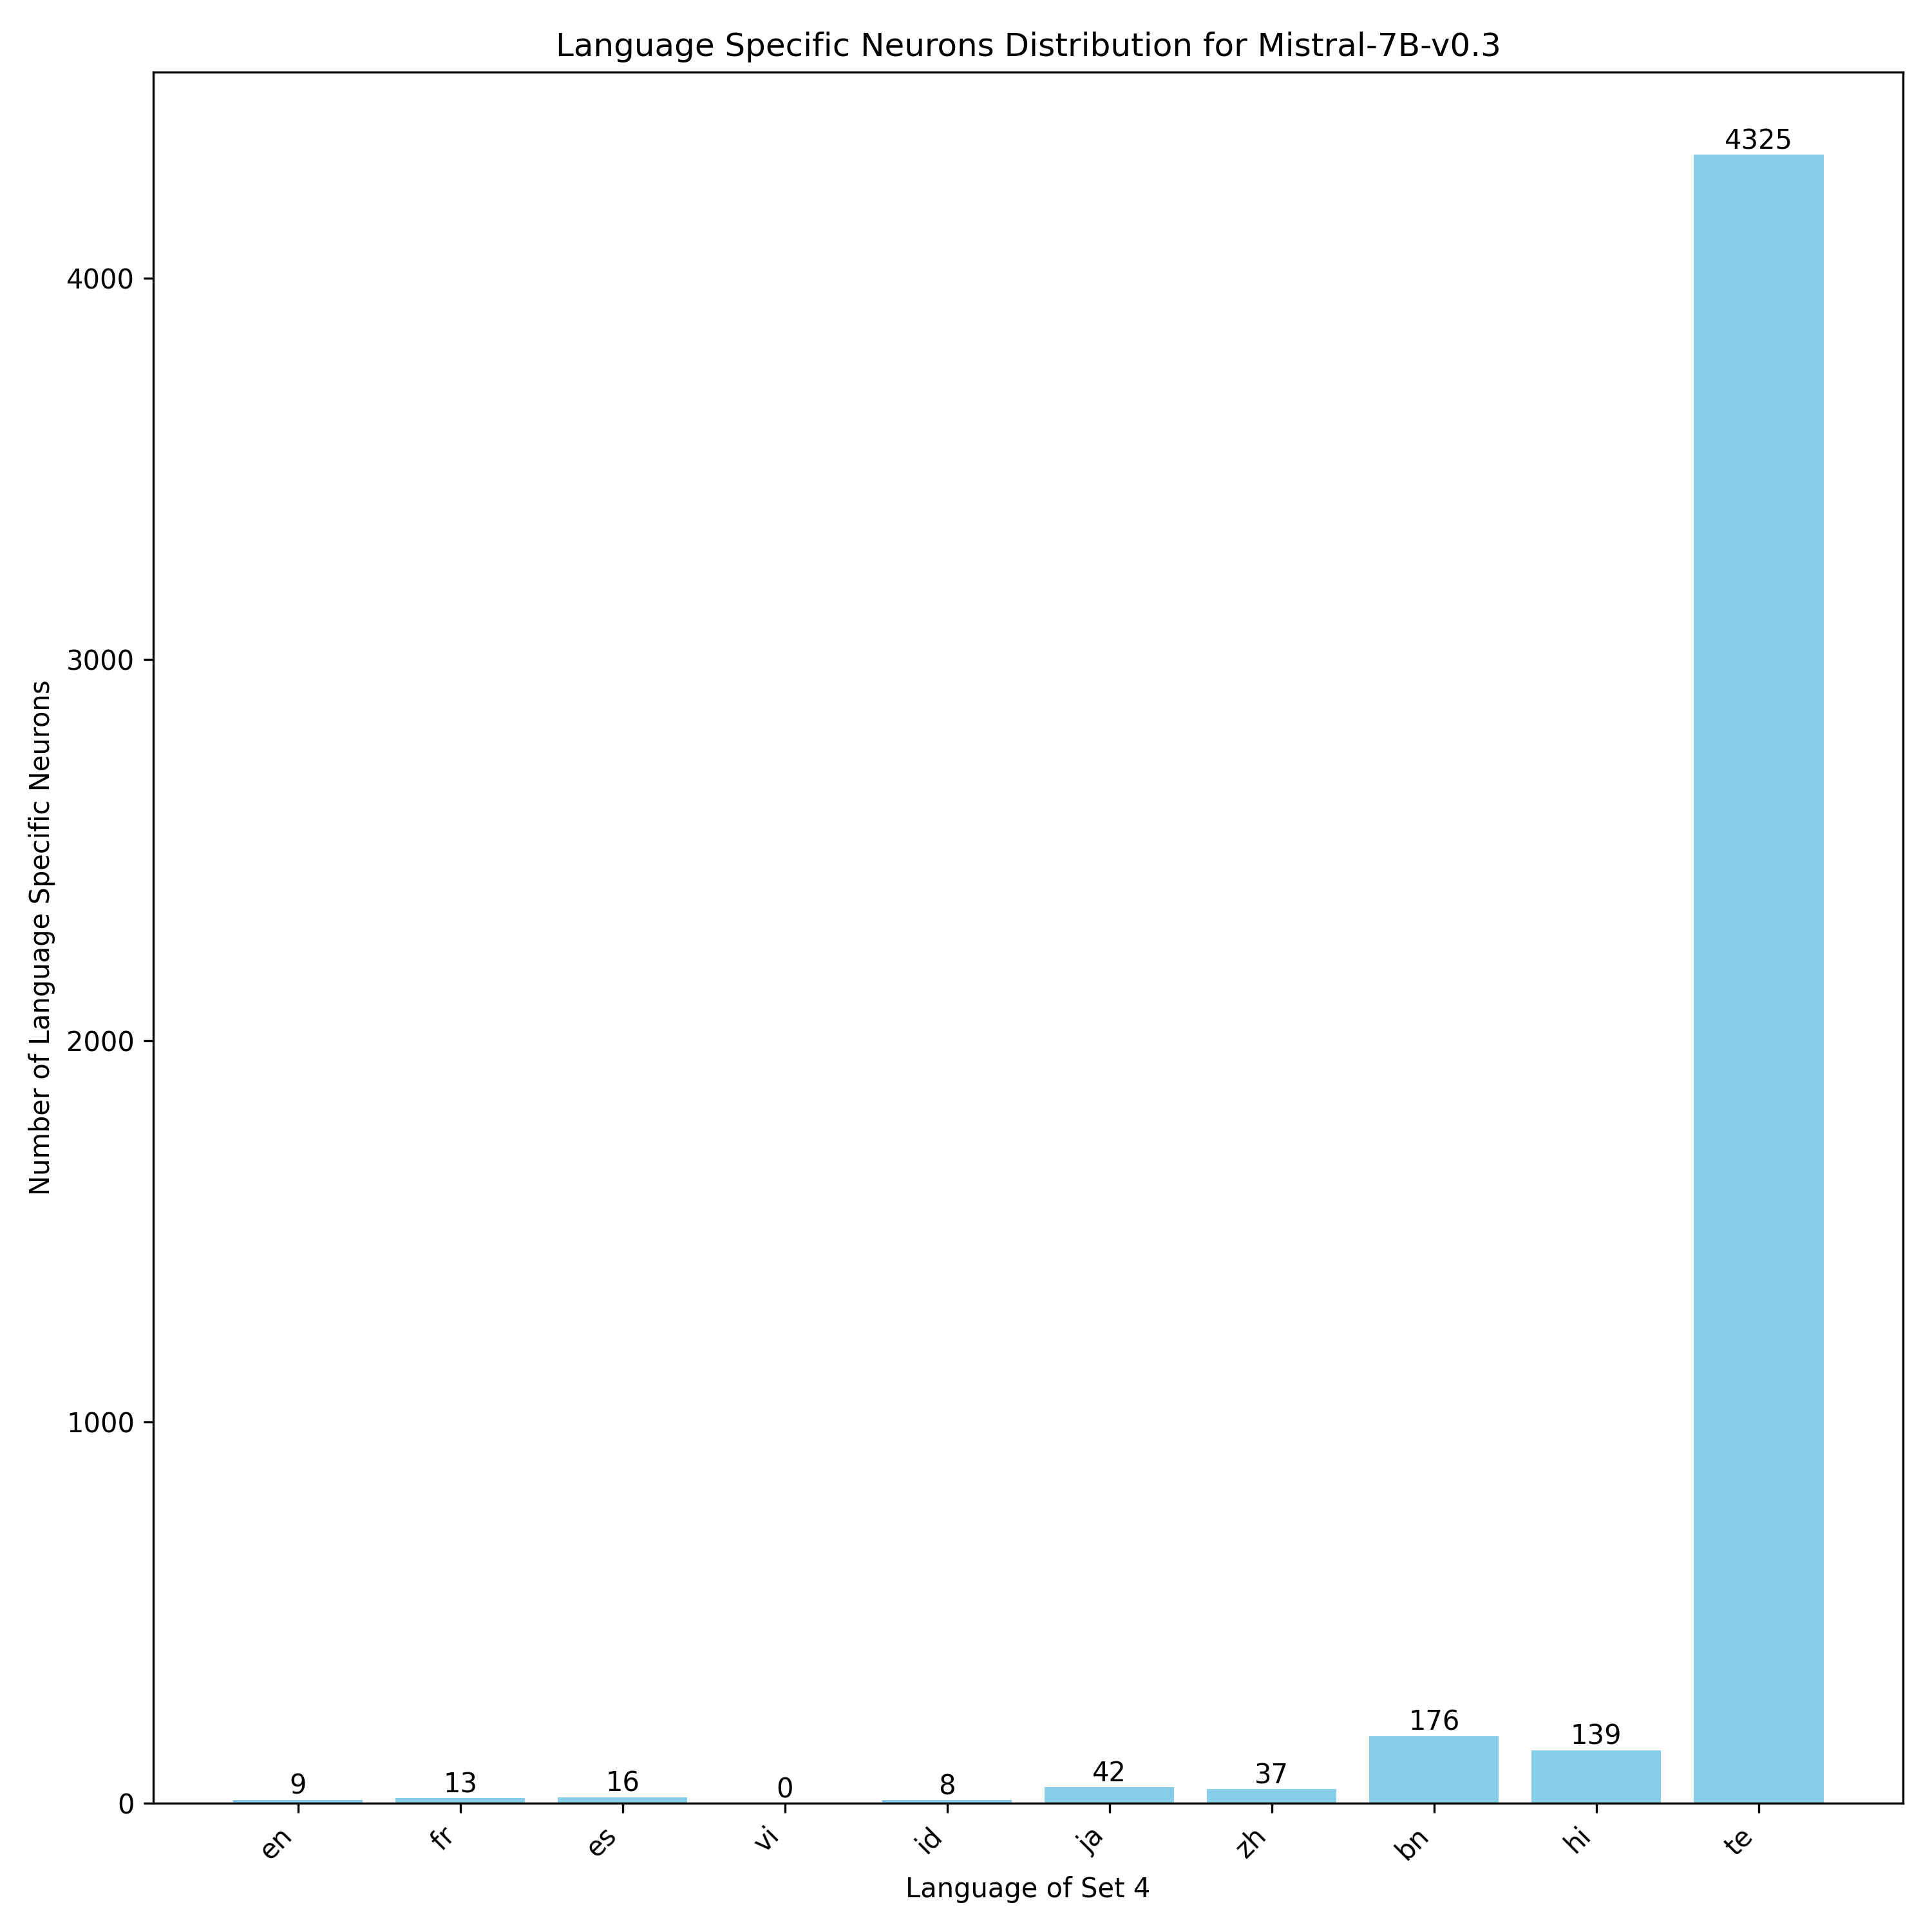 Language Specific Neurons Distribution for Mistral-7B-v0.3
Number of Language Specific Neurons
4000
3000
2000
1000
0
9
13
16
0
8
42
37
176
139
4325
en
fr
es
vi
id
ja
zh
bn
hi
te
Language of Set 4